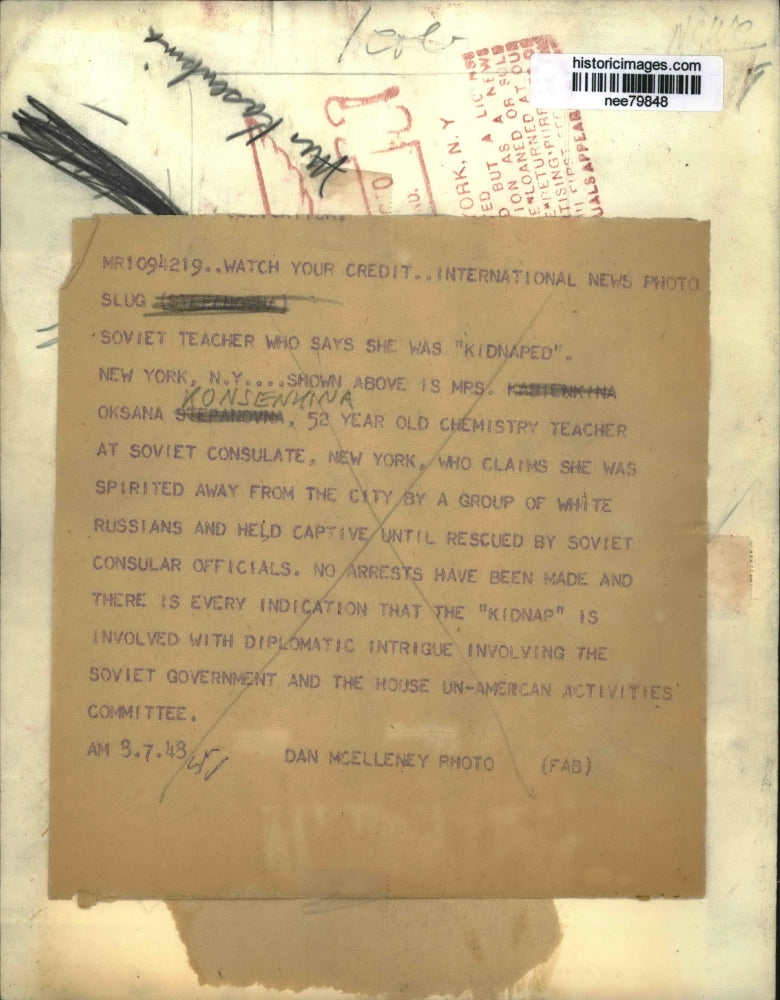 historicimages.com
nee79848
ORK, N. Y
MR1094219..WATCH YOUR CREDIT..INTERNATIONAL NEWS PHOTO
SLUG (STEPANOVNA)
SOVIET TEACHER WHO SAYS SHE WAS "KIDNAPED".
NEW YORK, N.Y....SHOWN ABOVE IS MRS. KASTENKINA
KONSENKINA
OKSANA STEPANOVNA, 52 YEAR OLD CHEMISTRY TEACHER
AT SOVIET CONSULATE, NEW YORK, WHO CLAIMS SHE WAS
SPIRITED AWAY FROM THE CITY BY A GROUP OF WHITE
RUSSIANS AND HELD CAPTIVE UNTIL RESCUED BY SOVIET
CONSULAR OFFICIALS. NO ARRESTS HAVE BEEN MADE AND
THERE IS EVERY INDICATION THAT THE "KIDNAP" IS
INVOLVED WITH DIPLOMATIC INTRIGUE INVOLVING THE
SOVIET GOVERNMENT AND THE HOUSE UN-AMERICAN ACTIVITIES
COMMITTEE.
AM 8.7.48 DAN MCELLENEY PHOTO (FAB)